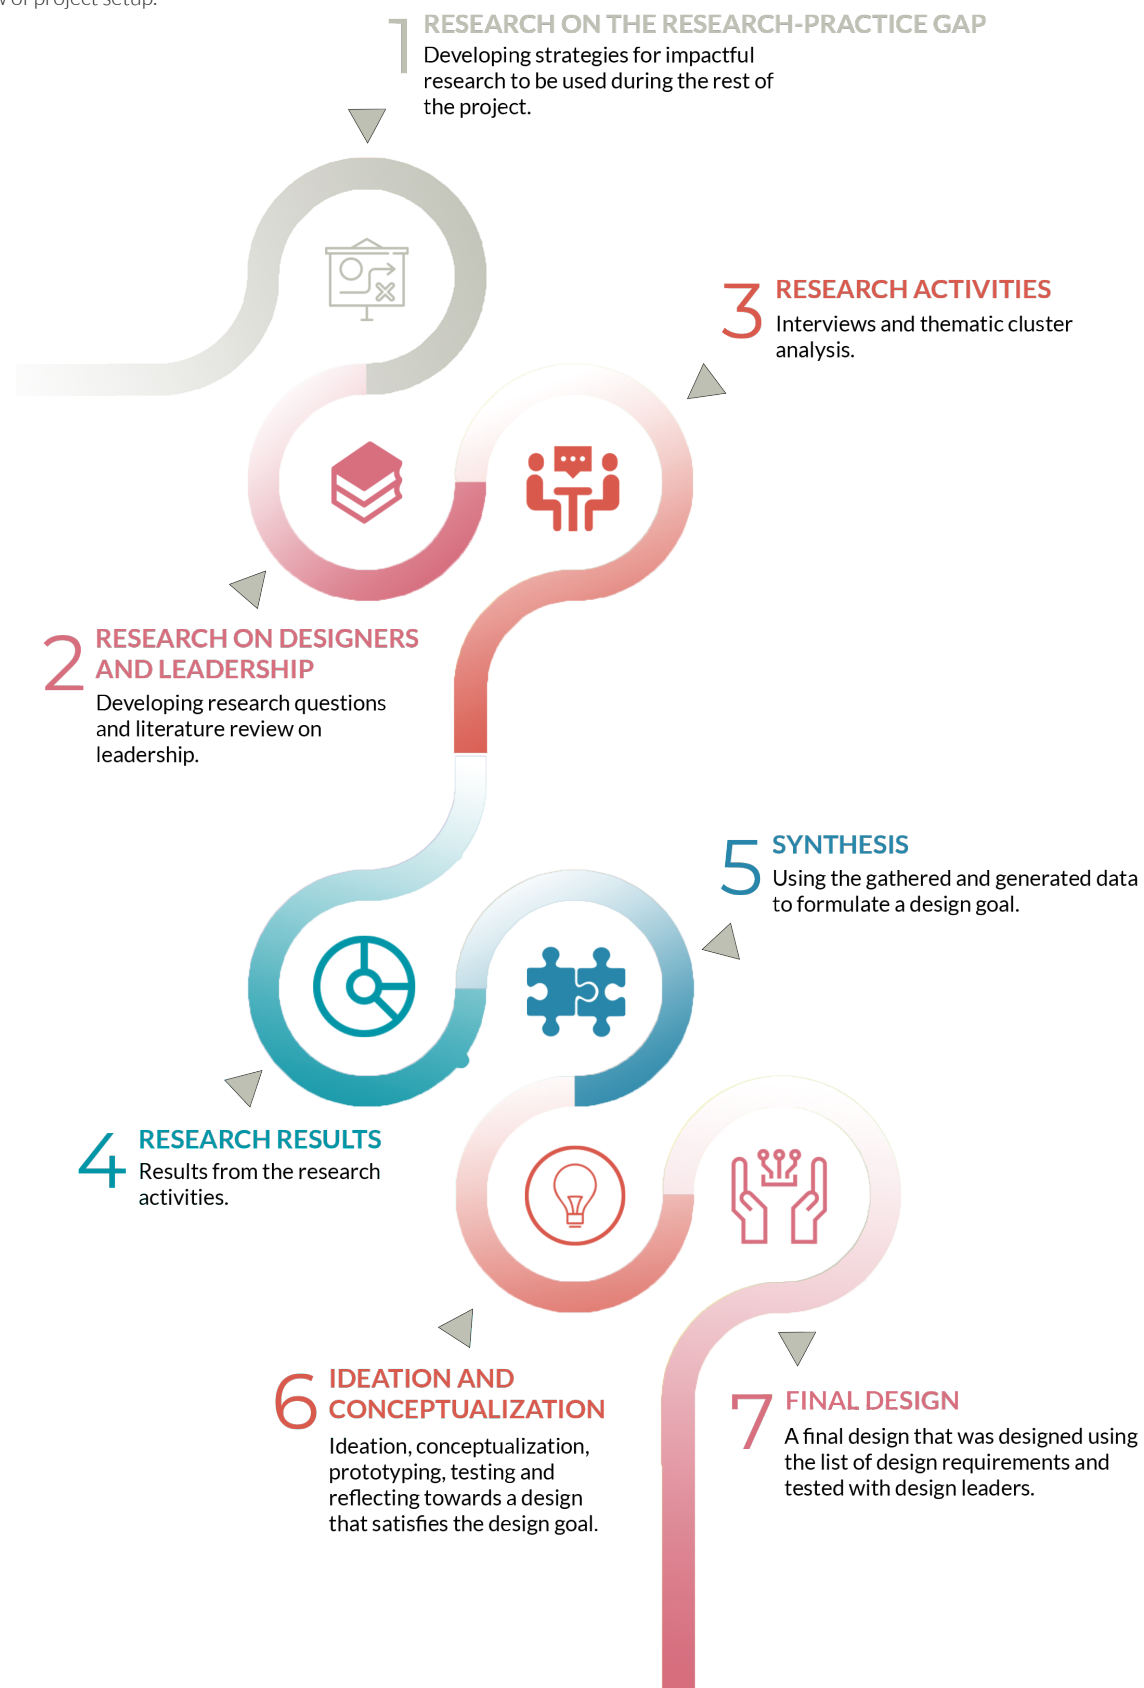 of project setup.
1 RESEARCH ON THE RESEARCH-PRACTICE GAP
Developing strategies for impactful
research to be used during the rest of
the project.
3 RESEARCH ACTIVITIES
Interviews and thematic cluster
analysis.
2 RESEARCH ON DESIGNERS
AND LEADERSHIP
Developing research questions
and literature review on
leadership.
5 SYNTHESIS
Using the gathered and generated data
to formulate a design goal.
4 RESEARCH RESULTS
Results from the research
activities.
6 IDEATION AND
CONCEPTUALIZATION
Ideation, conceptualization,
prototyping, testing and
reflecting towards a design
that satisfies the design goal.
7 FINAL DESIGN
A final design that was designed using
the list of design requirements and
tested with design leaders.